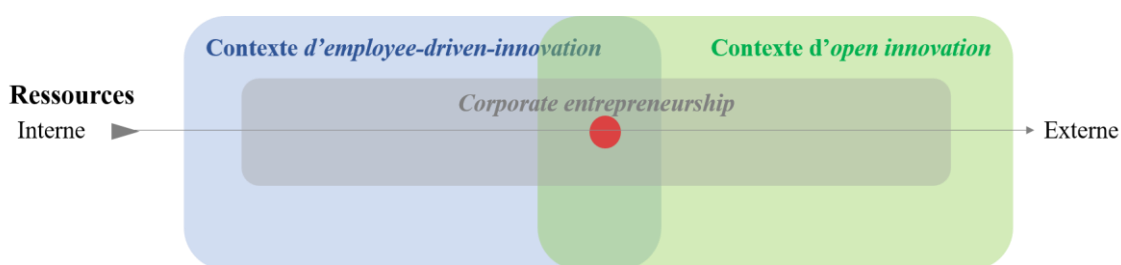 Contexte d'employee-driven-innovation
Contexte d'open innovation
Ressources
Corporate entrepreneurship
Interne
Externe